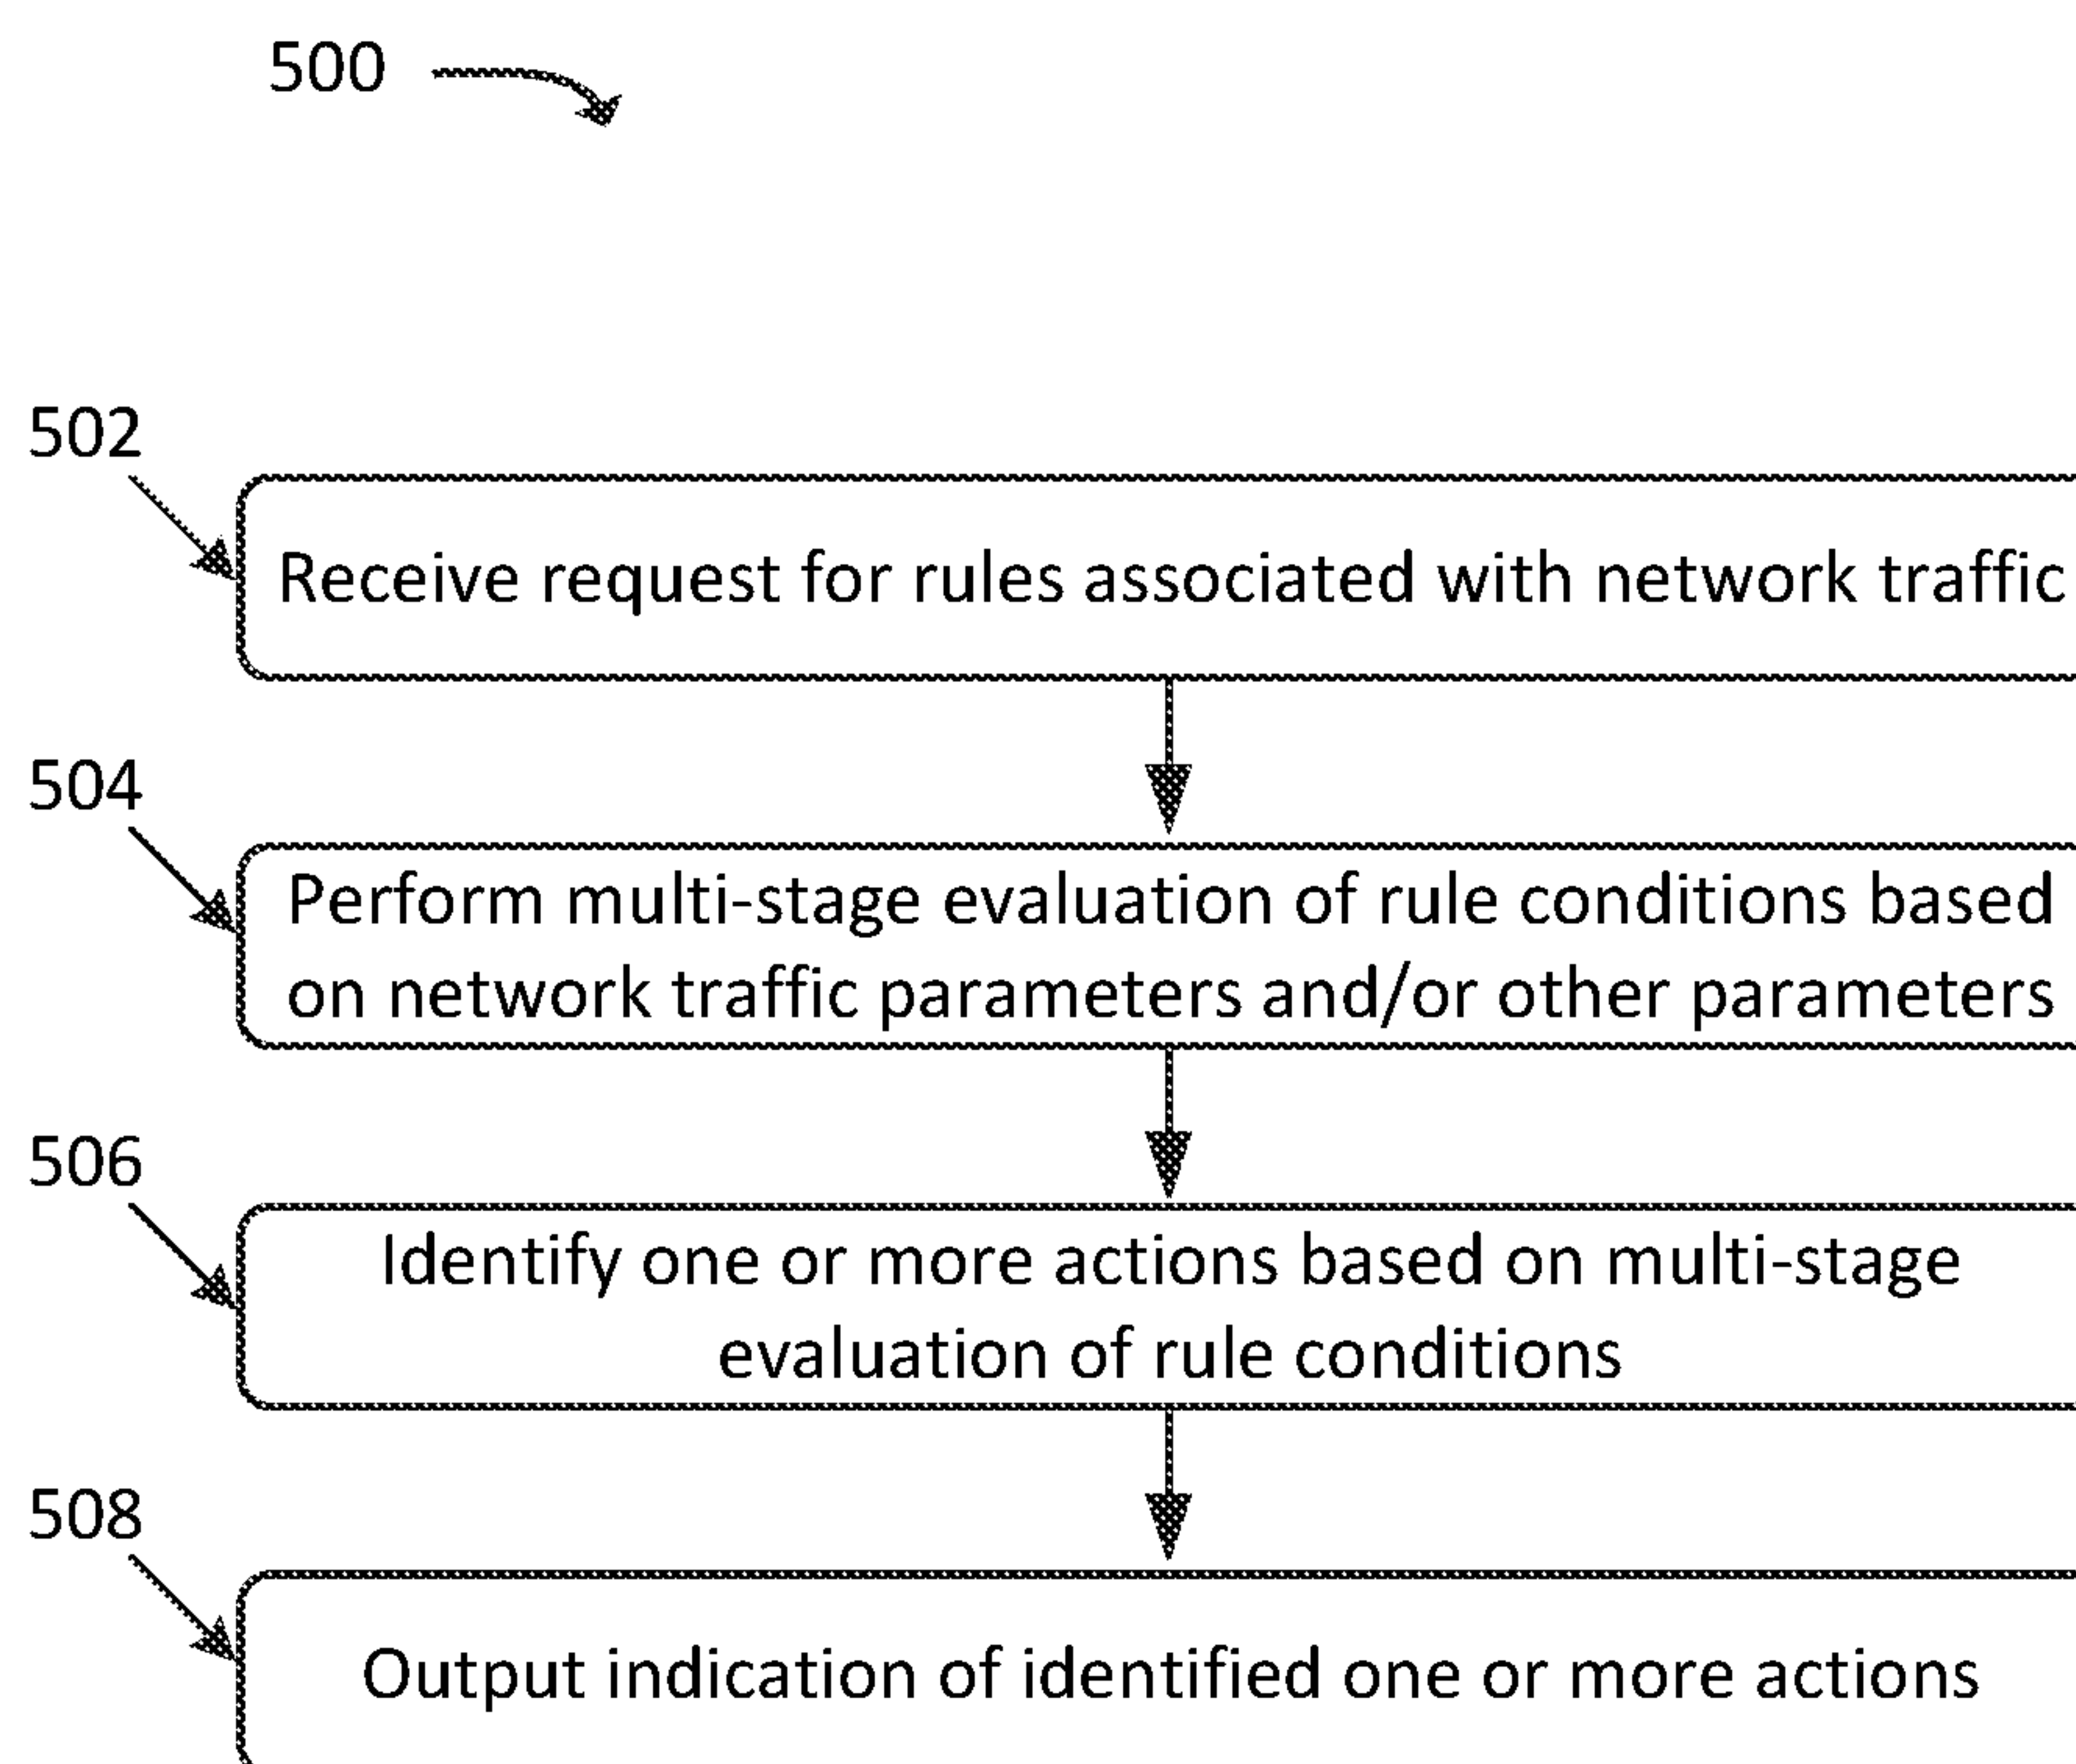 500
502
Receive request for rules associated with network traffic
504
Perform multi-stage evaluation of rule conditions based
on network traffic parameters and/or other parameters
506
Identify one or more actions based on multi-stage
evaluation of rule conditions
508
Output indication of identified one or more actions